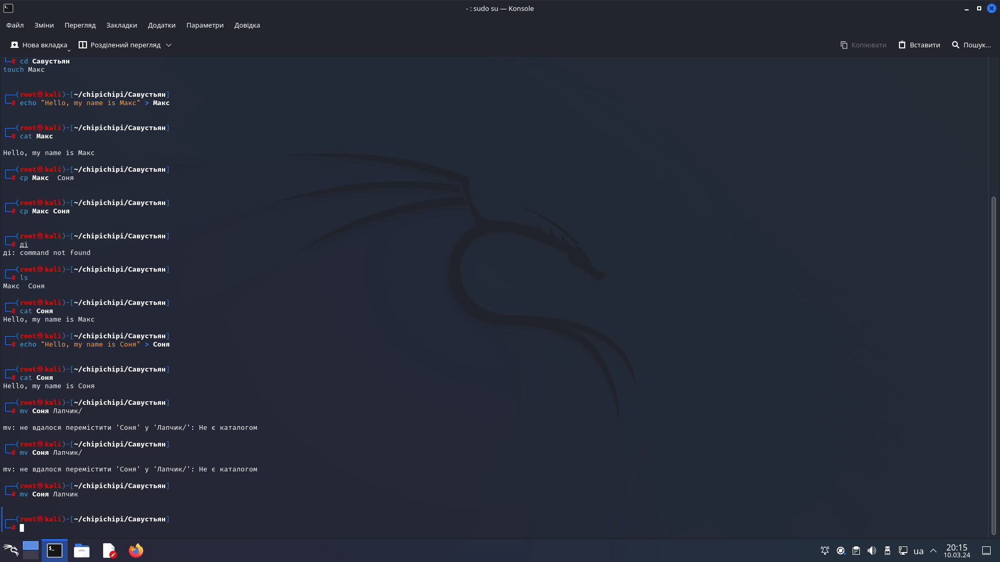 - : sudo su — Konsole
Файл Зміни Перегляд Закладки Додатки Параметри Довідка
Нова вкладка Розділений перегляд Копіювати Вставити Пошук...
└─# cd Савустьян
touch Макс
┌──(root㉿kali)-[~/chipichipi/Савустьян]
└─# echo "Hello, my name is Макс" > Макс
┌──(root㉿kali)-[~/chipichipi/Савустьян]
└─# cat Макс
Hello, my name is Макс
┌──(root㉿kali)-[~/chipichipi/Савустьян]
└─# cp Макс  Соня
┌──(root㉿kali)-[~/chipichipi/Савустьян]
└─# cp Макс Соня
┌──(root㉿kali)-[~/chipichipi/Савустьян]
└─# ді
ді: command not found
┌──(root㉿kali)-[~/chipichipi/Савустьян]
└─# ls
Макс  Соня
┌──(root㉿kali)-[~/chipichipi/Савустьян]
└─# cat Соня
Hello, my name is Макс
┌──(root㉿kali)-[~/chipichipi/Савустьян]
└─# echo "Hello, my name is Соня" > Соня
┌──(root㉿kali)-[~/chipichipi/Савустьян]
└─# cat Соня
Hello, my name is Соня
┌──(root㉿kali)-[~/chipichipi/Савустьян]
└─# mv Соня Лапчик/
mv: не вдалося перемістити 'Соня' у 'Лапчик/': Не є каталогом
┌──(root㉿kali)-[~/chipichipi/Савустьян]
└─# mv Соня Лапчик/
mv: не вдалося перемістити 'Соня' у 'Лапчик/': Не є каталогом
┌──(root㉿kali)-[~/chipichipi/Савустьян]
└─# mv Соня Лапчик
┌──(root㉿kali)-[~/chipichipi/Савустьян]
└─#
ua 20:15
10.03.24